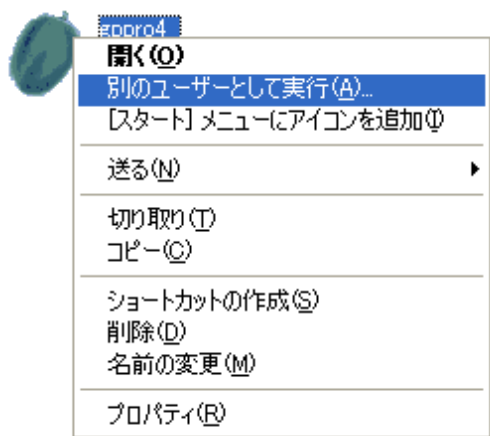 gppro4
開く(O)
別のユーザーとして実行(A)...
[スタート] メニューにアイコンを追加(I)
送る(N)
切り取り(T)
コピー(C)
ショートカットの作成(S)
削除(D)
名前の変更(M)
プロパティ(R)